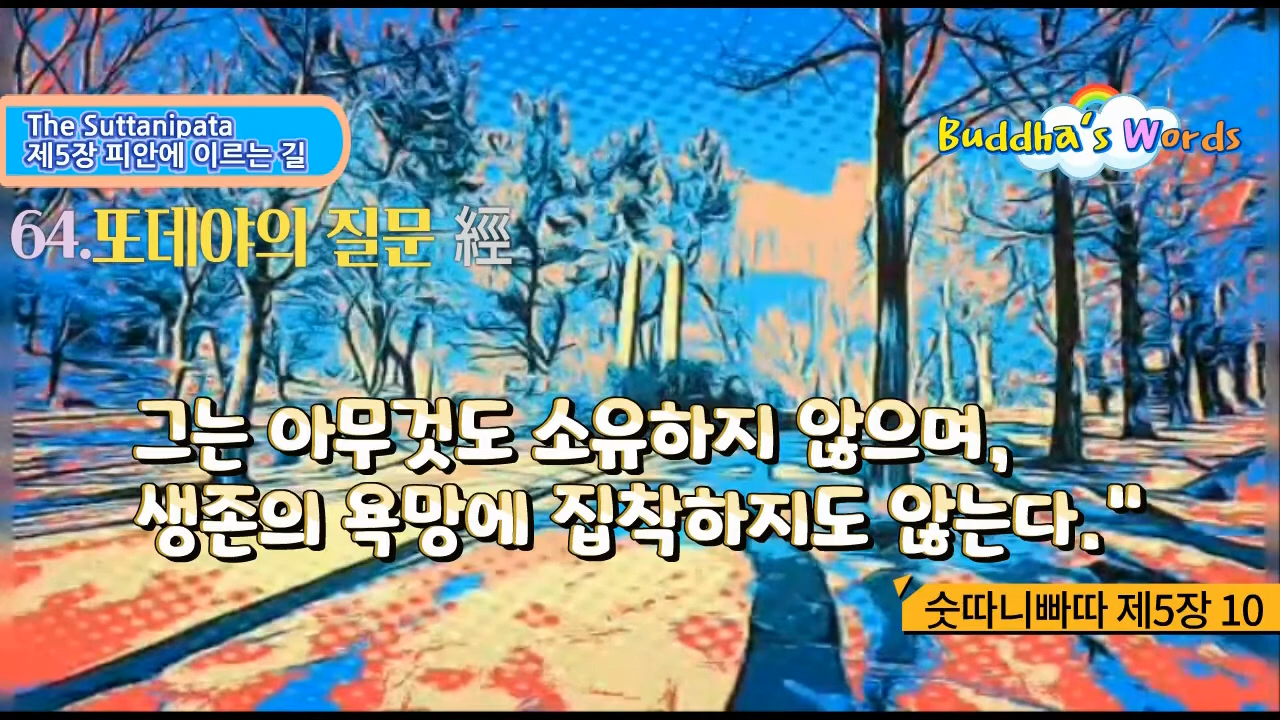 The Suttanipata
제5장 피안에 이르는 길
Buddha's Words
64.또데야의 질문 經
그는 아무것도 소유하지 않으며,
생존의 욕망에 집착하지도 않는다."
숫따니빠따 제5장 10